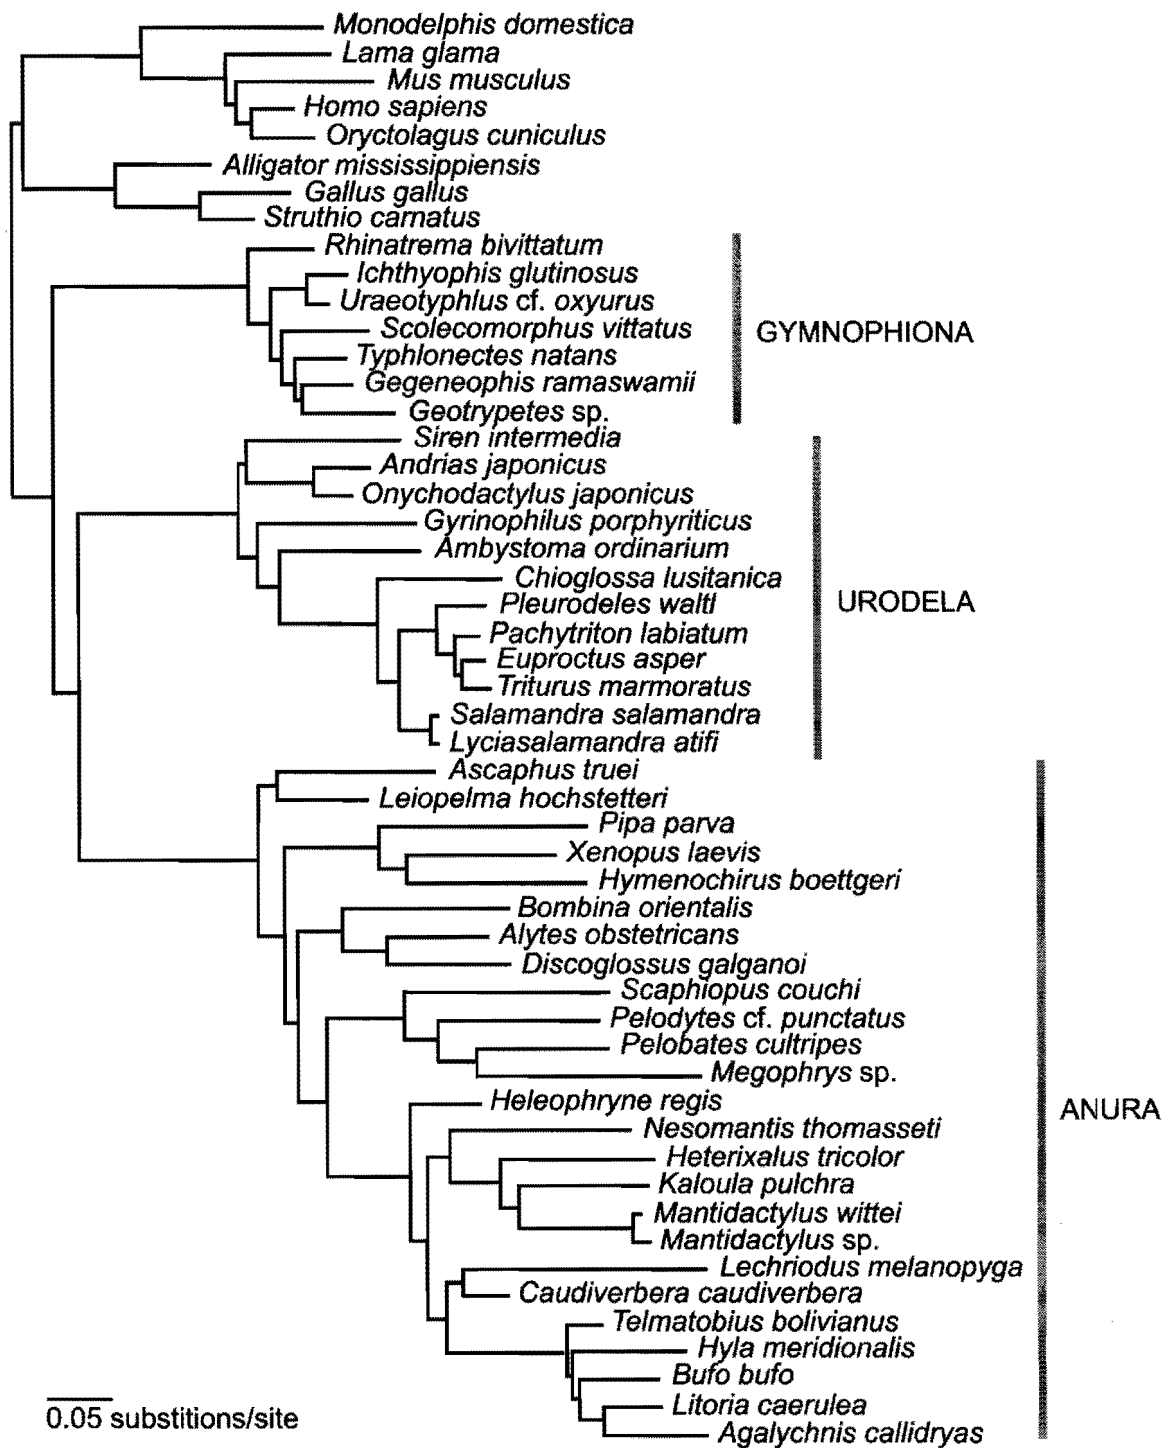 Monodelphis domestica
Lama glama
Mus musculus
Homo sapiens
Oryctolagus cuniculus
Alligator mississippiensis
Gallus gallus
Struthio carnatus
Rhinatrema bivittatum
Ichthyophis glutinosus
Uraeotyphlus cf. oxyurus
Scolecomorphus vittatus
GYMNOPHIONA
Typhlonectes natans
Gegeneophis ramaswamii
Geotrypetes sp.
Siren intermedia
Andrias japonicus
Onychodactylus japonicus
Gyrinophilus porphyriticus
Ambystoma ordinarium
Chioglossa lusitanica
Pleurodeles waltl
URODELA
Pachytriton labiatum
Euproctus asper
Triturus marmoratus
Salamandra salamandra
Lyciasalamandra atifi
Ascaphus truei
Leiopelma hochstetteri
Pipa parva
Xenopus laevis
Hymenochirus boettgeri
Bombina orientalis
Alytes obstetricans
Discoglossus galganoi
Scaphiopus couchi
Pelodytes cf. punctatus
Pelobates cultripes
Megophrys sp.
Heleophryne regis
ANURA
Nesomantis thomasseti
Heterixalus tricolor
Kaloula pulchra
Mantidactylus wittei
Mantidactylus sp.
Lechriodus melanopyga
Caudiverbera caudiverbera
Telmatobius bolivianus
Hyla meridionalis
Bufo bufo
Litoria caerulea
Agalychnis callidryas
0.05 substitions/site